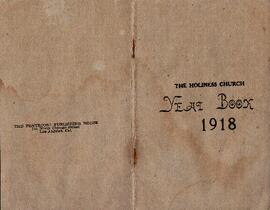 THE HOLINESS CHURCH
YEAR BOOK
1918
THE PENTECOST PUBLISHING HOUSE
Los Angeles, Cal.